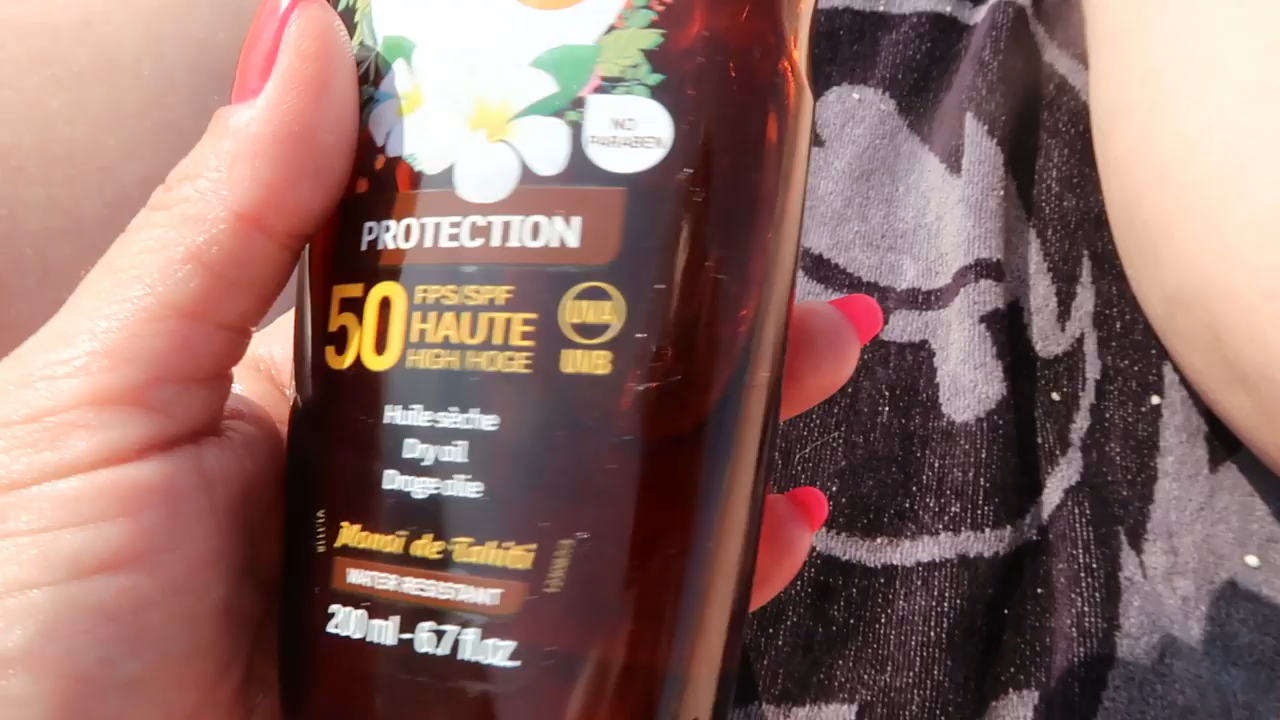 NO
PARABEN
PROTECTION
50 FPS/SPF
HAUTE
HIGH HOGE
UVA
UVB
Huile sèche
Dry oil
Droge olie
Monoï de Tahiti
WATER RESISTANT
200 ml - 6.7 fl.oz.